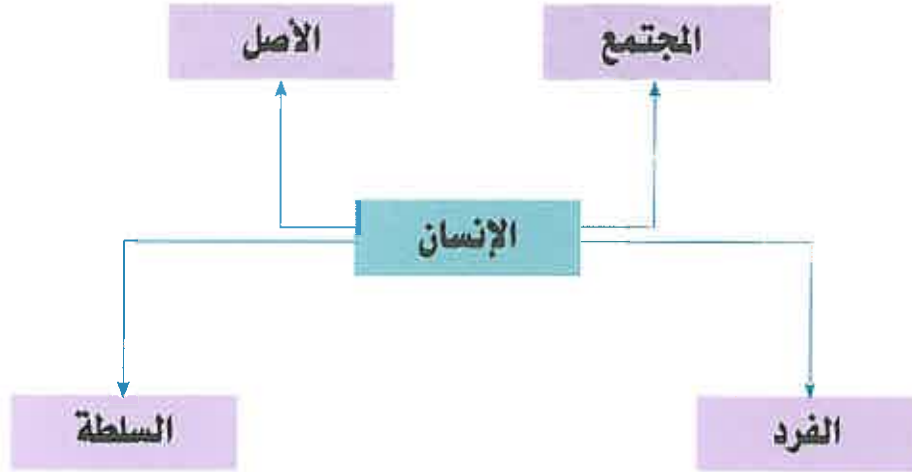 المجتمع
الأصل
الإنسان
الفرد
السلطة